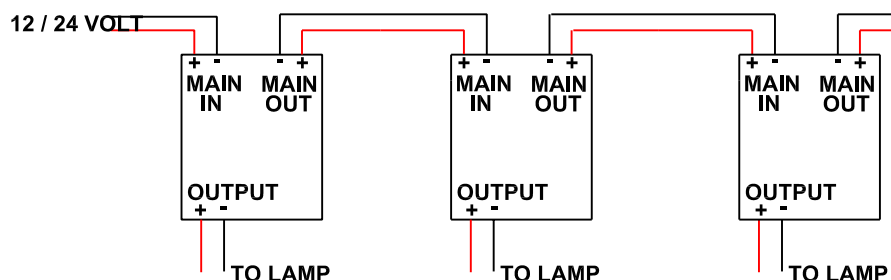 12 / 24 VOLT
+ - - +
MAIN IN
MAIN OUT
OUTPUT
+ -
TO LAMP
+ - - +
MAIN IN
MAIN OUT
OUTPUT
+ -
TO LAMP
+ - - +
MAIN IN
MAIN OUT
OUTPUT
+ -
TO LAMP